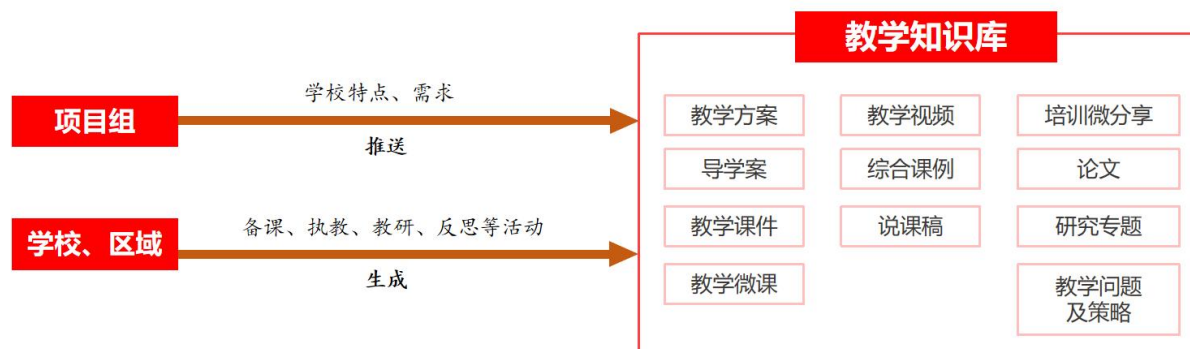 教学知识库
项目组
学校特点、需求
推送
学校、区域
备课、执教、教研、反思等活动
生成
教学方案
教学视频
培训微分享
导学案
综合课例
论文
教学课件
说课稿
研究专题
教学微课
教学问题
及策略